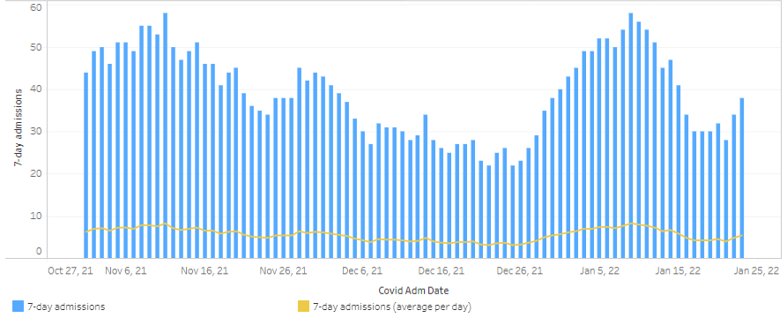 60
50
40
30
20
10
0
7-day admissions
Oct 27, 21 Nov 6, 21 Nov 16, 21 Nov 26, 21 Dec 6, 21 Dec 16, 21 Dec 26, 21 Jan 5, 22 Jan 15, 22 Jan 25, 22
Covid Adm Date
7-day admissions 7-day admissions (average per day)